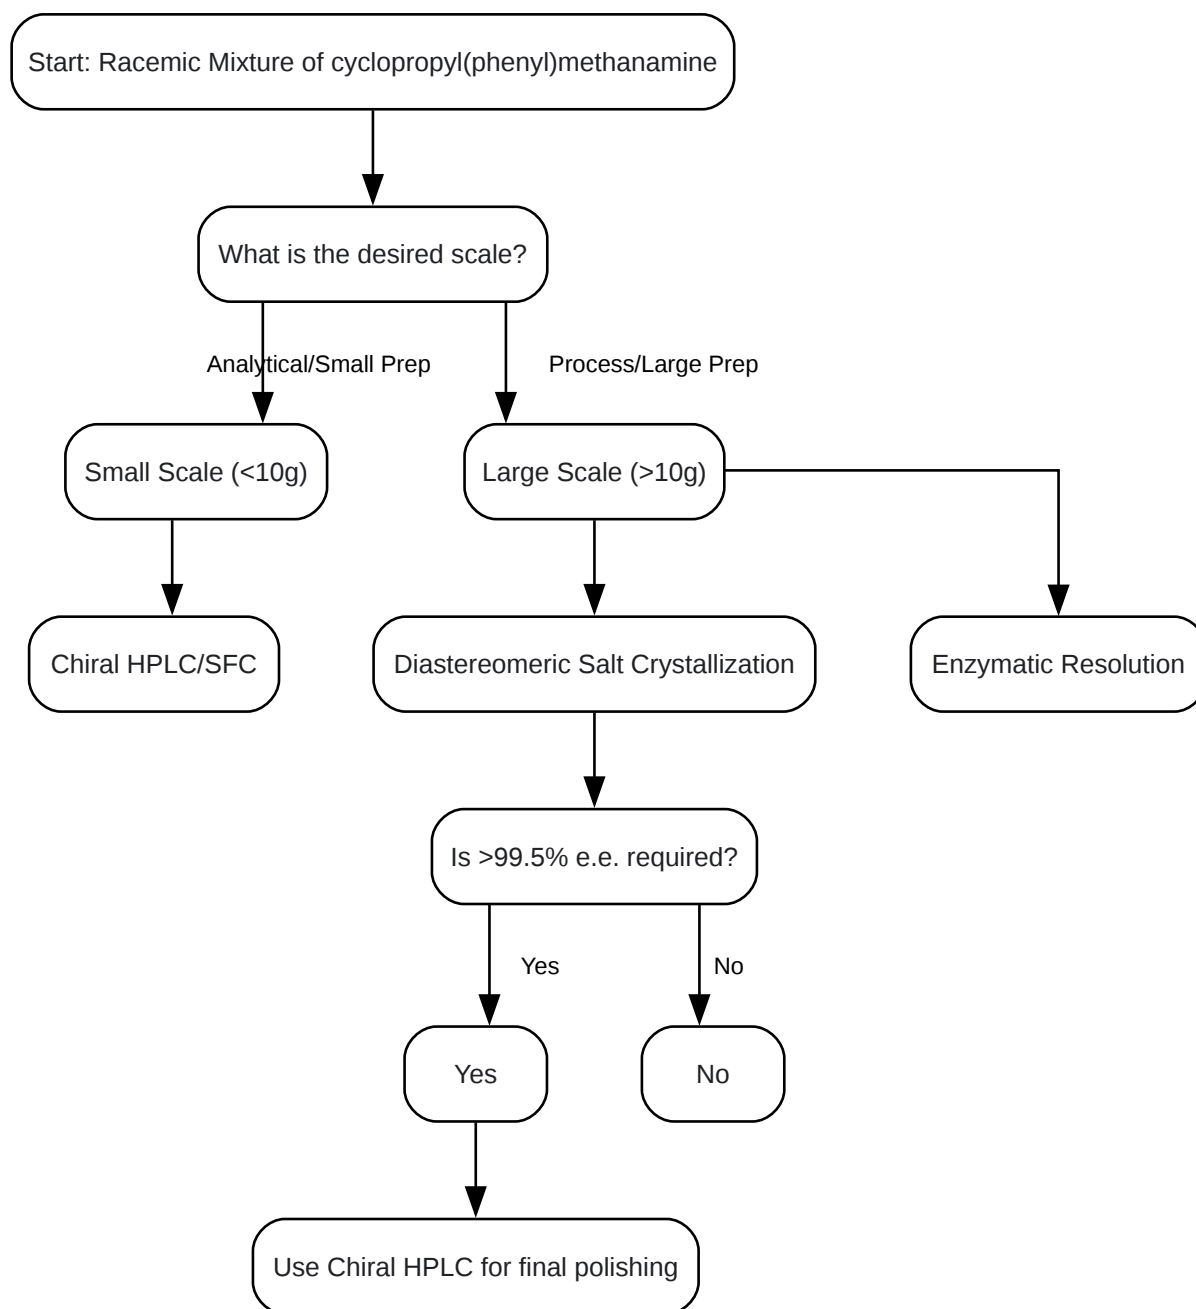 Start: Racemic Mixture of cyclopropyl(phenyl)methanamine
What is the desired scale?
Analytical/Small Prep
Process/Large Prep
Small Scale (<10g)
Large Scale (>10g)
Chiral HPLC/SFC
Diastereomeric Salt Crystallization
Enzymatic Resolution
Is >99.5% e.e. required?
Yes
No
Yes
No
Use Chiral HPLC for final polishing